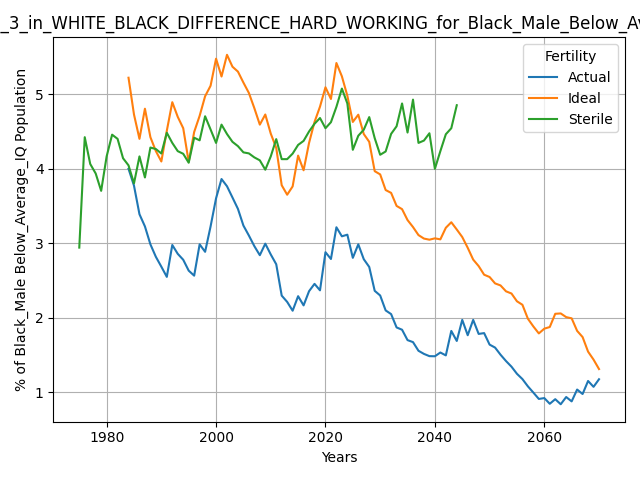 _3_in_WHITE_BLACK_DIFFERENCE_HARD_WORKING_for_Black_Male_Below_Av
% of Black_Male Below_Average_IQ Population
Fertility
Actual
Ideal
Sterile
5
4
3
2
1
1980 2000 2020 2040 2060
Years